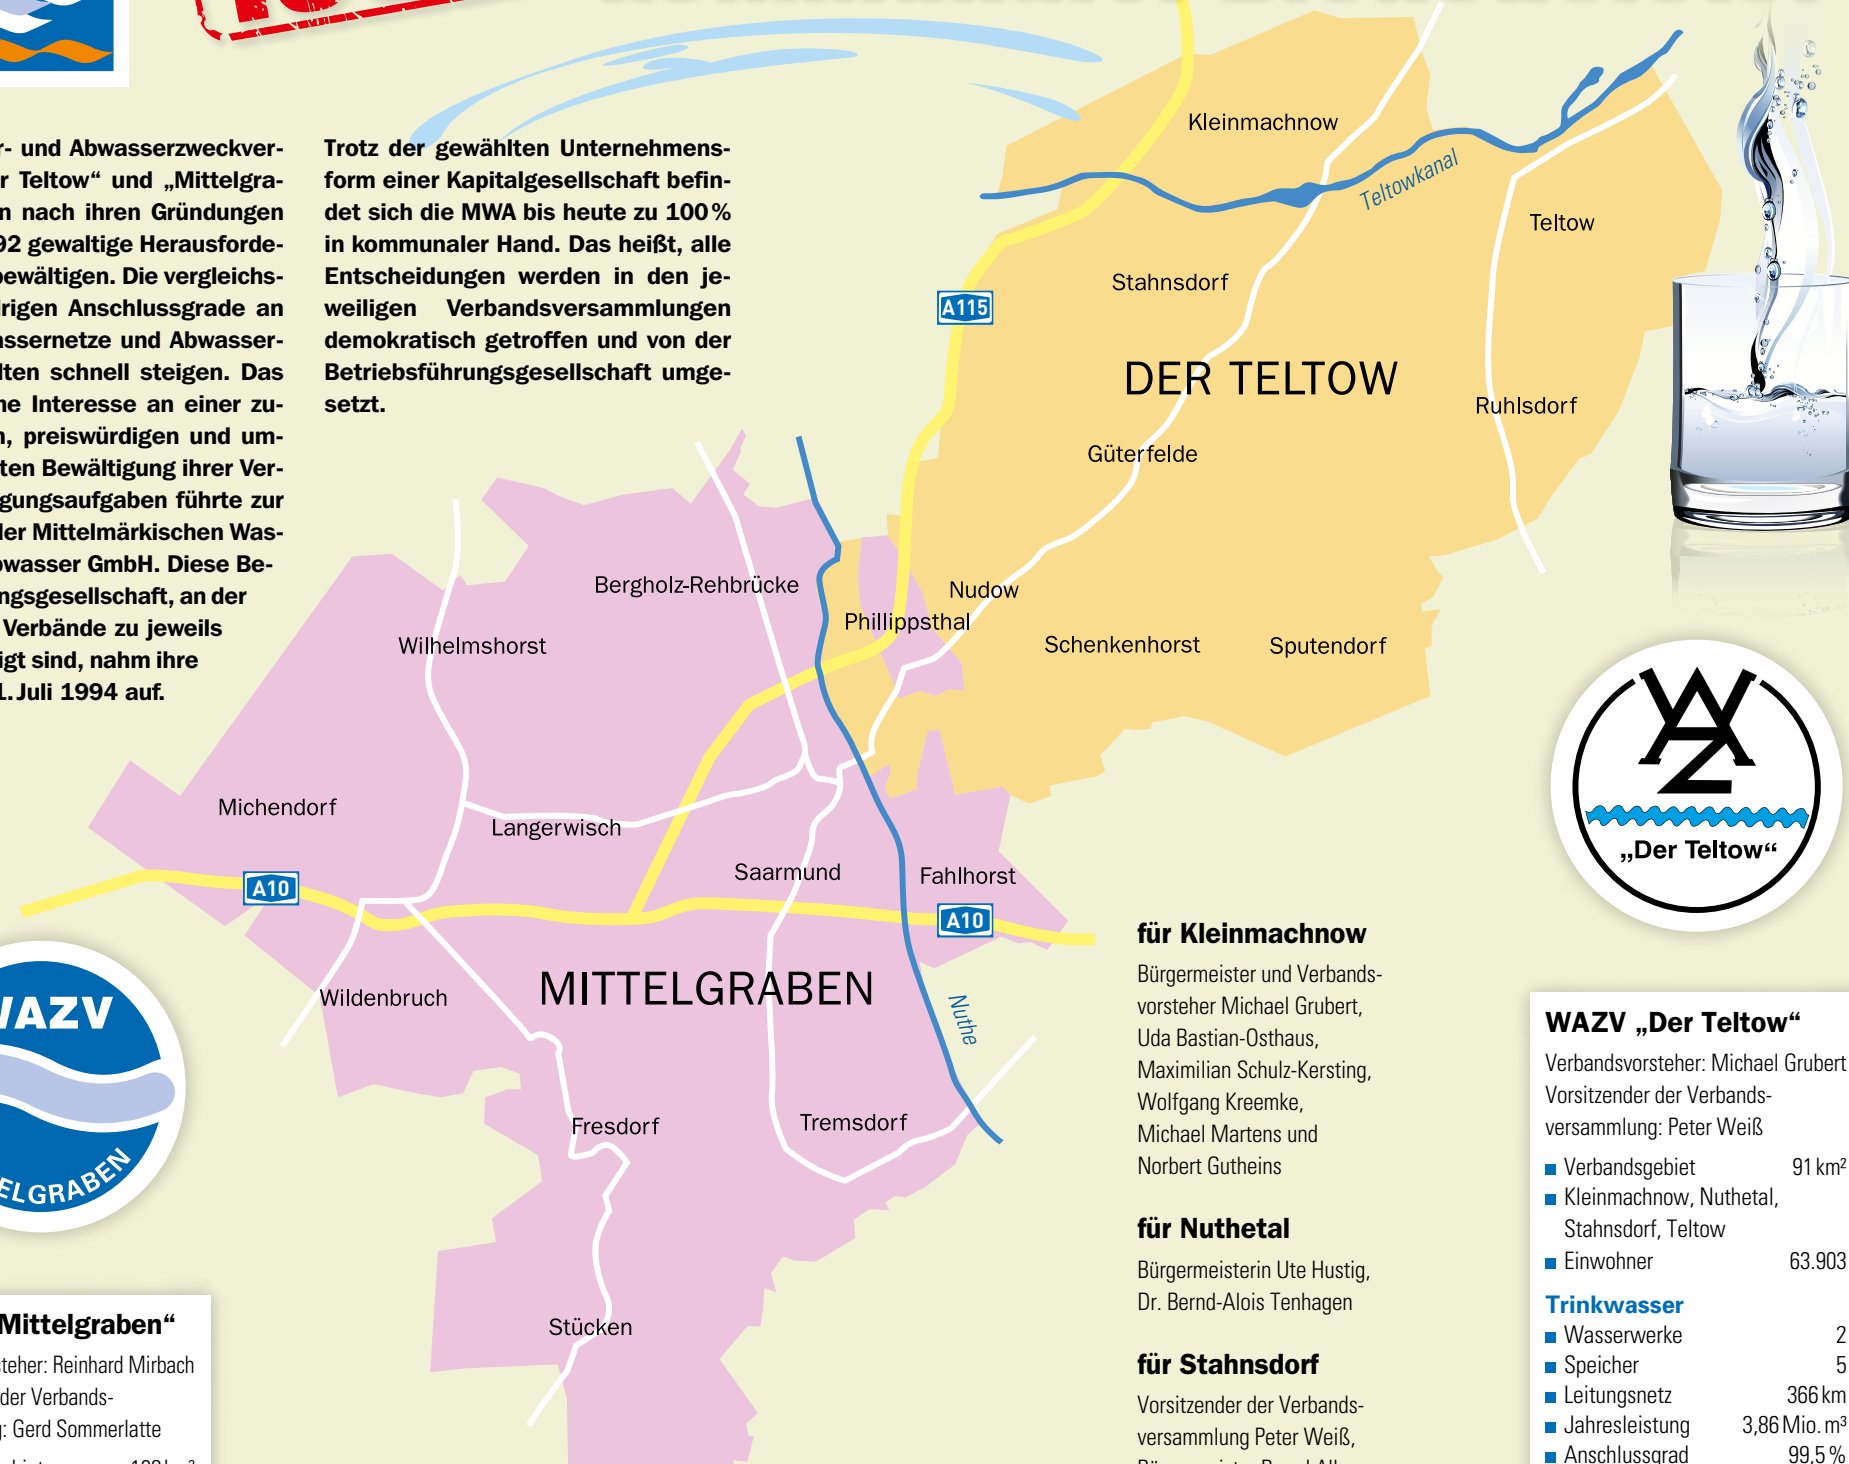 r- und Abwasserzweckver-
r Teltow“ und „Mittelgra-
n nach ihren Gründungen
92 gewaltige Herausforde-
bewältigen. Die vergleichs-
drigen Anschlussgrade an
assernetze und Abwasser-
lten schnell steigen. Das
he Interesse an einer zu-
n, preiswürdigen und um-
ten Bewältigung ihrer Ver-
gungsaufgaben führte zur
der Mittelmärkischen Was-
bwasser GmbH. Diese Be-
ngsgesellschaft, an der
Verbände zu jeweils
igt sind, nahm ihre
1. Juli 1994 auf.
Trotz der gewählten Unternehmens-
form einer Kapitalgesellschaft befin-
det sich die MWA bis heute zu 100 %
in kommunaler Hand. Das heißt, alle
Entscheidungen werden in den je-
weiligen Verbandsversammlungen
demokratisch getroffen und von der
Betriebsführungsgesellschaft umge-
setzt.
Kleinmachnow
Teltowkanal
Teltow
Stahnsdorf
A115
DER TELTOW
Ruhlsdorf
Güterfelde
Bergholz-Rehbrücke
Nudow
Phillippsthal
Wilhelmshorst
Schenkenhorst
Sputendorf
Michendorf
Langerwisch
Saarmund
Fahlhorst
A10
A10
MITTELGRABEN
Wildenbruch
Nuthe
Fresdorf
Tremsdorf
Stücken
WAZ
„Der Teltow“
WAZV
ELGRABEN
Mittelgraben“
steher: Reinhard Mirbach
der Verbands-
g: Gerd Sommerlatte
für Kleinmachnow
Bürgermeister und Verbands-
vorsteher Michael Grubert,
Uda Bastian-Osthaus,
Maximilian Schulz-Kersting,
Wolfgang Kreemke,
Michael Martens und
Norbert Gutheins
für Nuthetal
Bürgermeisterin Ute Hustig,
Dr. Bernd-Alois Tenhagen
für Stahnsdorf
Vorsitzender der Verbands-
versammlung Peter Weiß,
WAZV „Der Teltow“
Verbandsvorsteher: Michael Grubert
Vorsitzender der Verbands-
versammlung: Peter Weiß
Verbandsgebiet 91 km²
Kleinmachnow, Nuthetal,
Stahnsdorf, Teltow
Einwohner 63.903
Trinkwasser
Wasserwerke 2
Speicher 5
Leitungsnetz 366 km
Jahresleistung 3,86 Mio. m³
Anschlussgrad 99,5 %